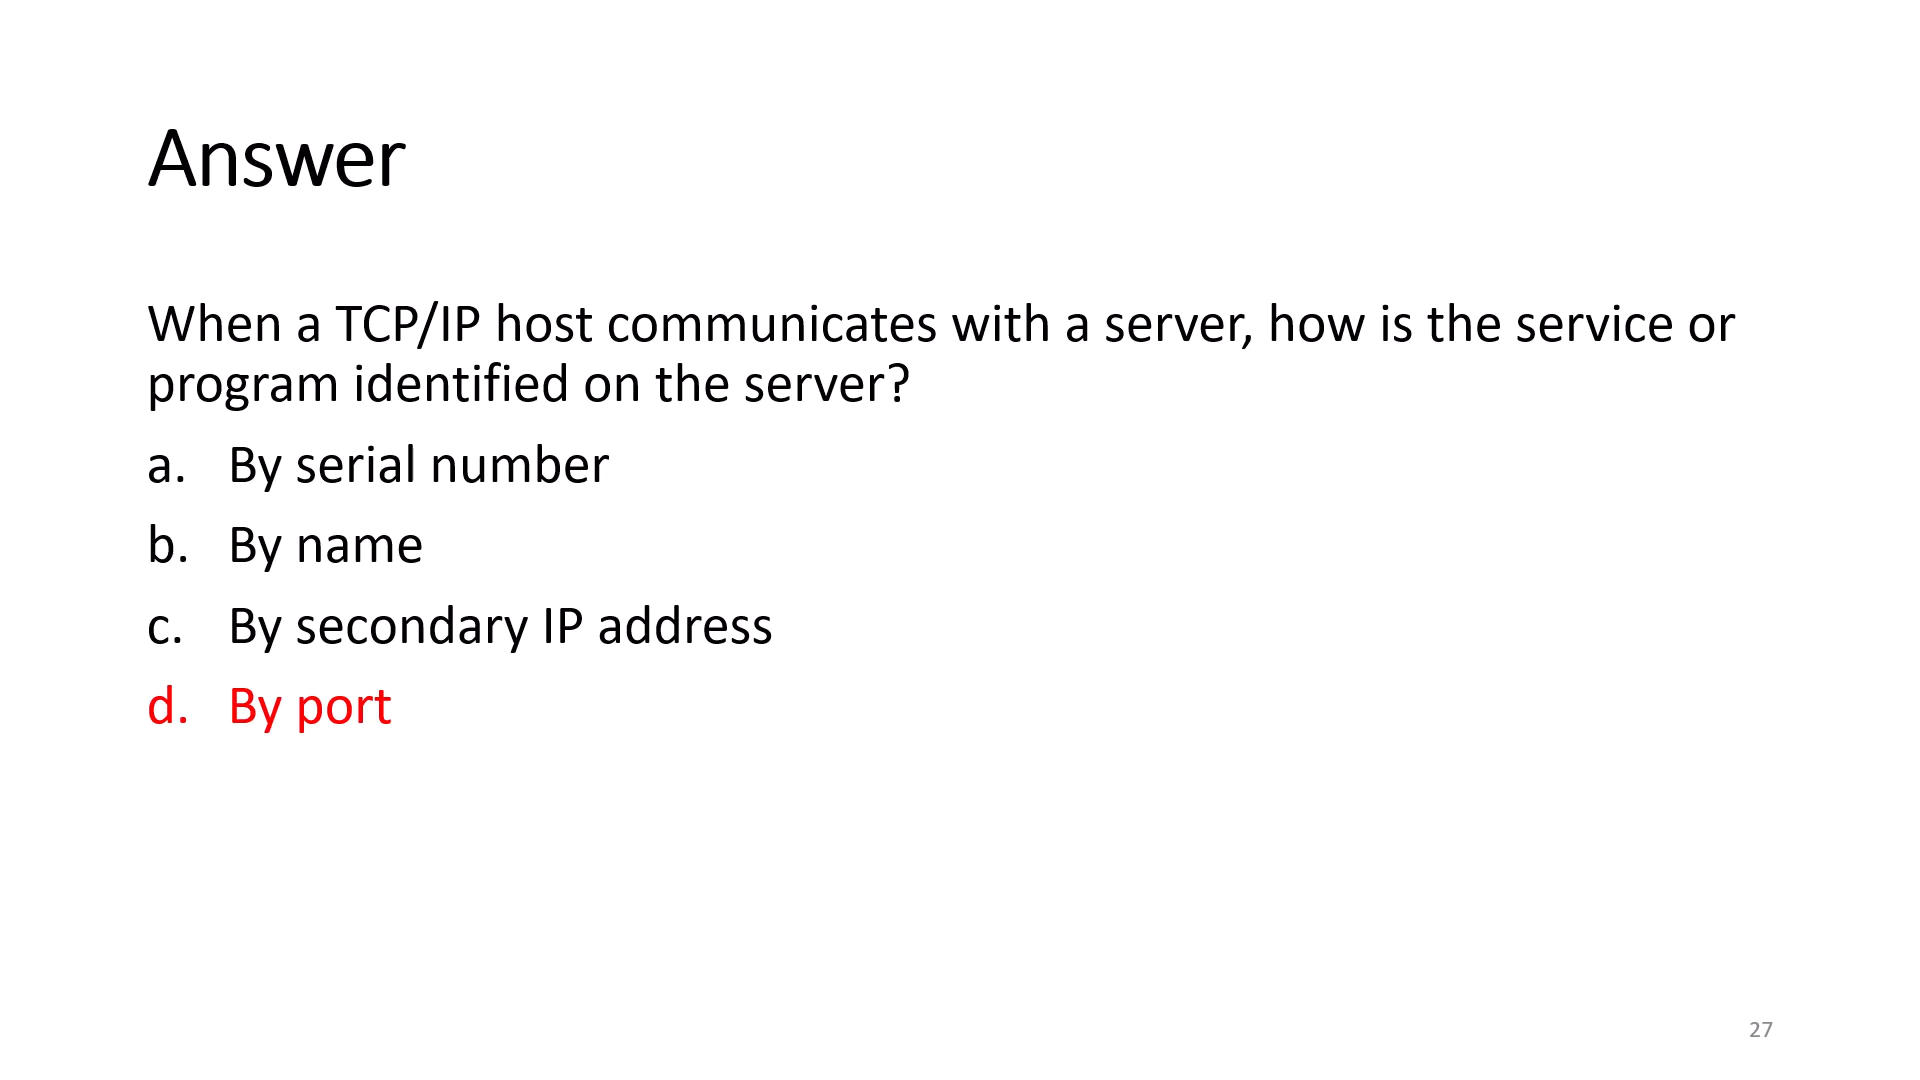 Answer
When a TCP/IP host communicates with a server, how is the service or
program identified on the server?
a. By serial number
b. By name
c. By secondary IP address
d. By port
27